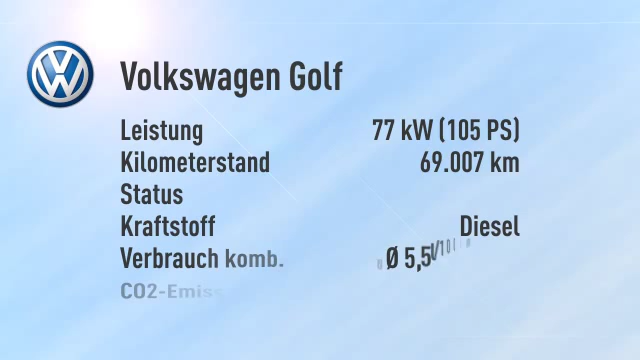 Volkswagen Golf
Leistung 77 kW (105 PS)
Kilometerstand 69.007 km
Status
Kraftstoff Diesel
Verbrauch komb. Ø 5,5